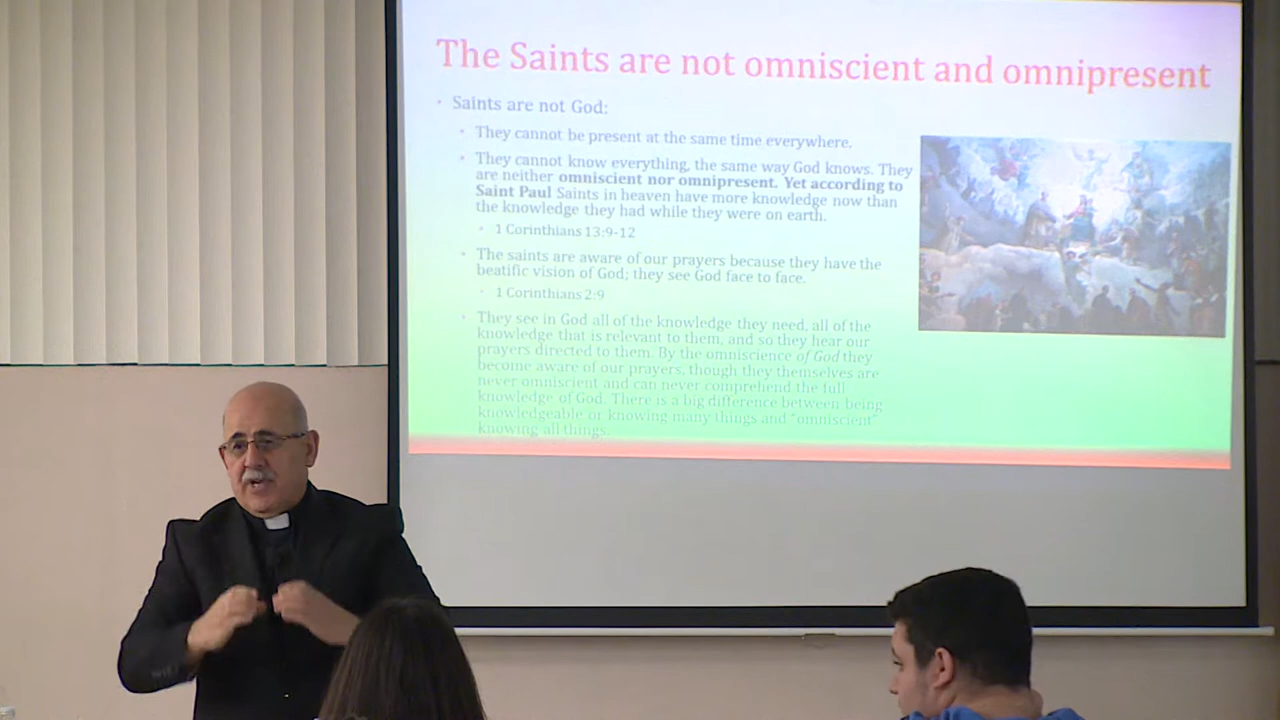 The Saints are not omniscient and omnipresent
• Saints are not God:
• They cannot be present at the same time everywhere.
• They cannot know everything, the same way God knows. They
are neither omniscient nor omnipresent. Yet according to
Saint Paul Saints in heaven have more knowledge now than
the knowledge they had while they were on earth.
• 1 Corinthians 13:9-12
• The saints are aware of our prayers because they have the
beatific vision of God; they see God face to face.
• 1 Corinthians 2:9
• They see in God all of the knowledge they need, all of the
knowledge that is relevant to them, and so they hear our
prayers directed to them. By the omniscience of God they
become aware of our prayers, though they themselves are
never omniscient and can never comprehend the full
knowledge of God. There is a big difference between being
knowledgeable or knowing many things and "omniscient"
knowing all things.